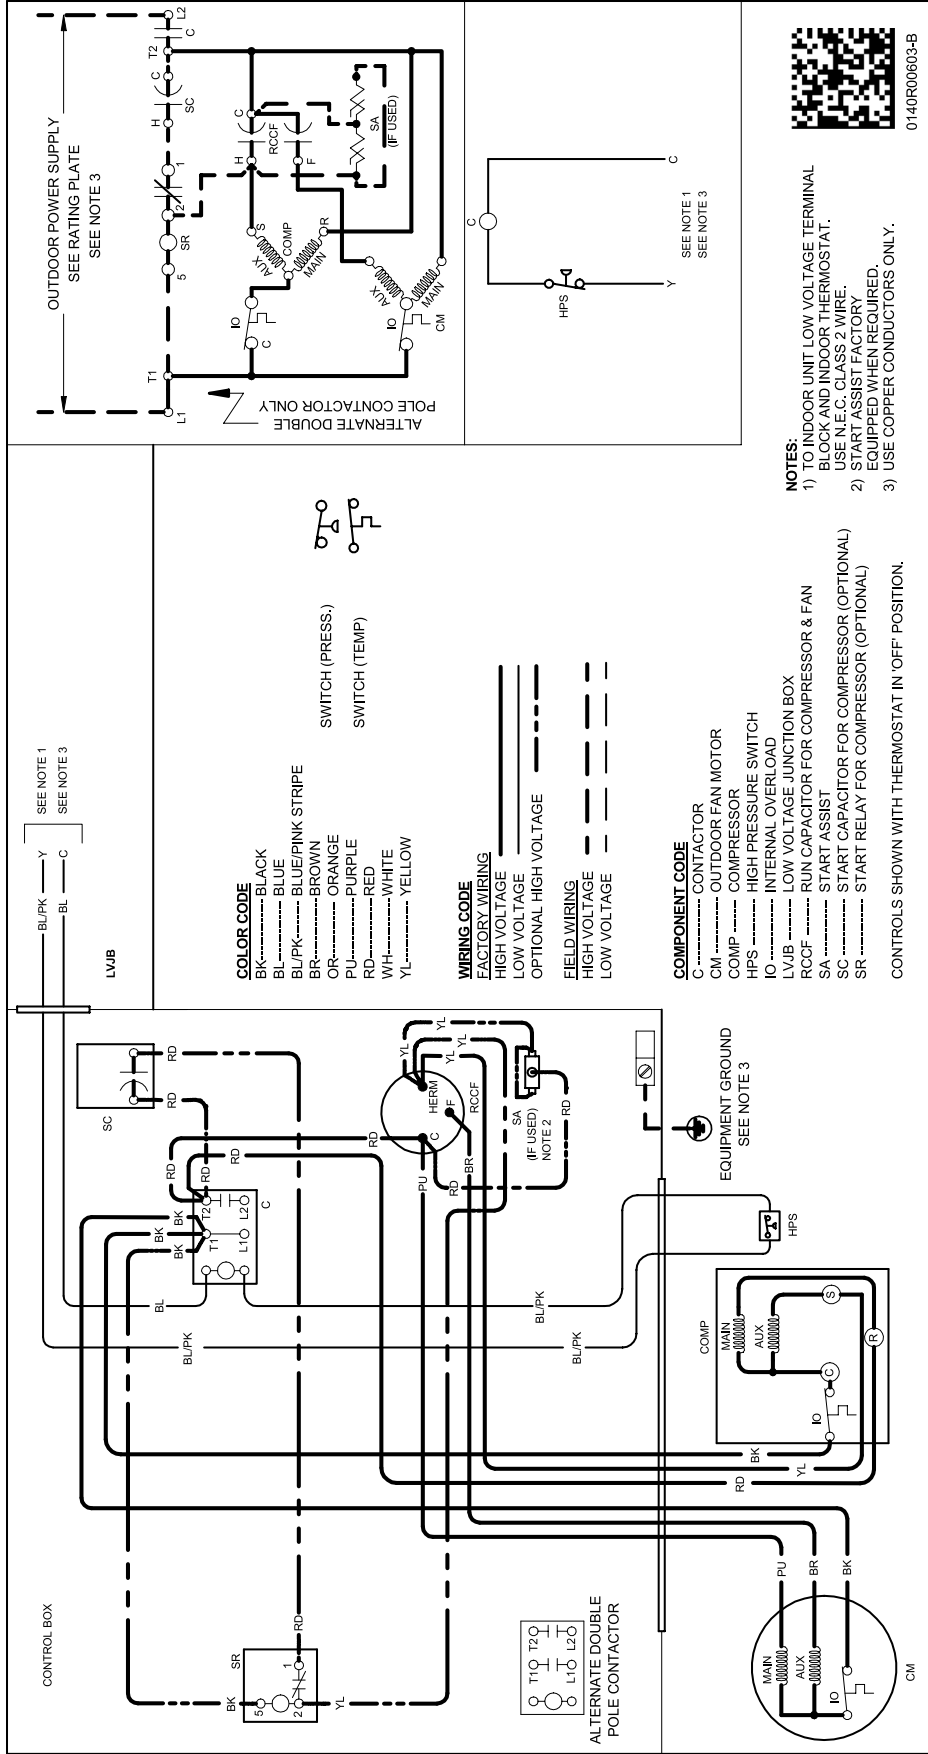 CONTROL BOX
LVJB
BL/PK
Y
BL
C
SEE NOTE 1
SEE NOTE 3
SC
RD
RD
RD
RD
RD
RD
RD
BK
BK
BK
T2
T1
L2
L1
C
BL
BL/PK
BL/PK
BL/PK
YL
YL
YL
YL
HERM
F
C
RCCF
SA
(IF USED)
NOTE 2
PU
RD
BR
RD
SR
BK
5
2
1
RD
YL
T1
T2
L1
L2
ALTERNATE DOUBLE
POLE CONTACTOR
EQUIPMENT GROUND
SEE NOTE 3
HPS
COMP
MAIN
AUX
S
R
C
IO
BK
YL
RD
PU
BR
BK
MAIN
AUX
IO
CM
COLOR CODE
BK---------BLACK
BL---------BLUE
BL/PK------BLUE/PINK STRIPE
BR---------BROWN
OR---------ORANGE
PU---------PURPLE
RD---------RED
WH---------WHITE
YL---------YELLOW
SWITCH (PRESS.)
SWITCH (TEMP)
WIRING CODE
FACTORY WIRING
HIGH VOLTAGE
LOW VOLTAGE
OPTIONAL HIGH VOLTAGE
FIELD WIRING
HIGH VOLTAGE
LOW VOLTAGE
COMPONENT CODE
C ---------- CONTACTOR
CM -------- OUTDOOR FAN MOTOR
COMP ----- COMPRESSOR
HPS ------- HIGH PRESSURE SWITCH
IO ---------- INTERNAL OVERLOAD
LVJB ------ LOW VOLTAGE JUNCTION BOX
RCCF ----- RUN CAPACITOR FOR COMPRESSOR & FAN
SA --------- START ASSIST
SC --------- START CAPACITOR FOR COMPRESSOR (OPTIONAL)
SR --------- START RELAY FOR COMPRESSOR (OPTIONAL)
CONTROLS SHOWN WITH THERMOSTAT IN 'OFF' POSITION.
OUTDOOR POWER SUPPLY
SEE RATING PLATE
SEE NOTE 3
L1
T1
5
SR
2
1
H
SC
C
T2
C
L2
ALTERNATE DOUBLE
POLE CONTACTOR ONLY
IO
C
AUX
S
COMP
MAIN
R
H
C
RCCF
F
SA
(IF USED)
IO
AUX
MAIN
CM
C
HPS
Y
C
SEE NOTE 1
SEE NOTE 3
NOTES:
1) TO INDOOR UNIT LOW VOLTAGE TERMINAL
BLOCK AND INDOOR THERMOSTAT.
USE N.E.C. CLASS 2 WIRE.
2) START ASSIST FACTORY
EQUIPPED WHEN REQUIRED.
3) USE COPPER CONDUCTORS ONLY.
0140R00603-B